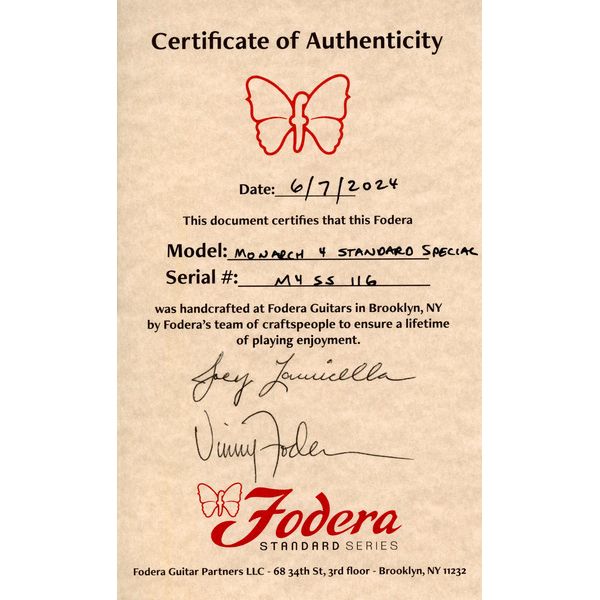 Certificate of Authenticity
Date: 6/7/2024
This document certifies that this Fodera
Model: MONARCH 4 STANDARD SPECIAL
Serial #: M4SS 116
was handcrafted at Fodera Guitars in Brooklyn, NY
by Fodera's team of craftspeople to ensure a lifetime
of playing enjoyment.
Joey Lauricella
Vinny Fodera
Fodera
STANDARD SERIES
Fodera Guitar Partners LLC - 68 34th St, 3rd floor - Brooklyn, NY 11232